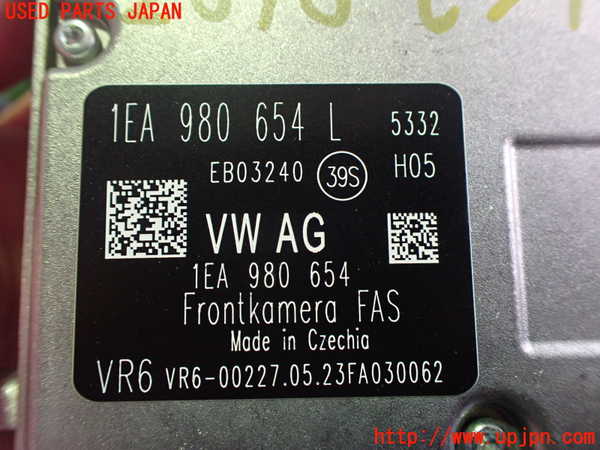 USED PARTS JAPAN
1EA 980 654 L 5332
EB03240 39S H05
VW AG
1EA 980 654
Frontkamera FAS
Made in Czechia
VR6 VR6-00227.05.23FA030062
http://www.upjpn.com